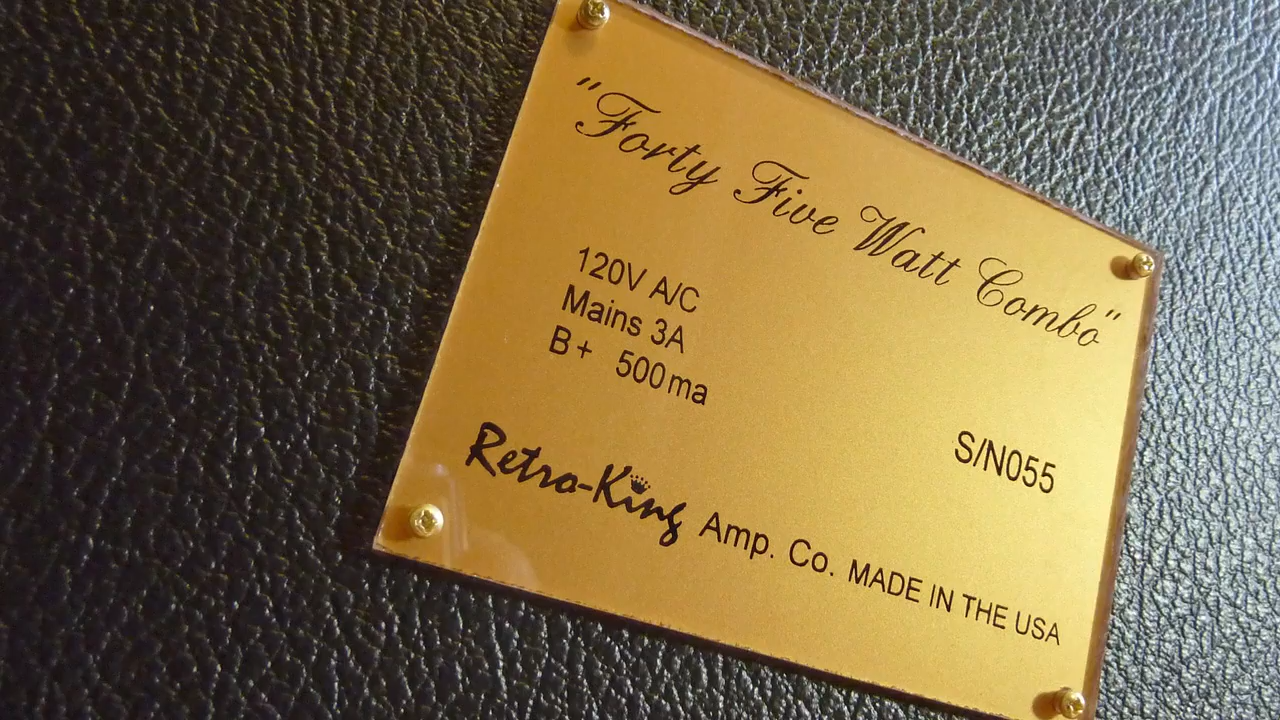 "Forty Five Watt Combo"
120V A/C
Mains 3A
B+ 500ma
S/N055
Retro-King Amp. Co. MADE IN THE USA